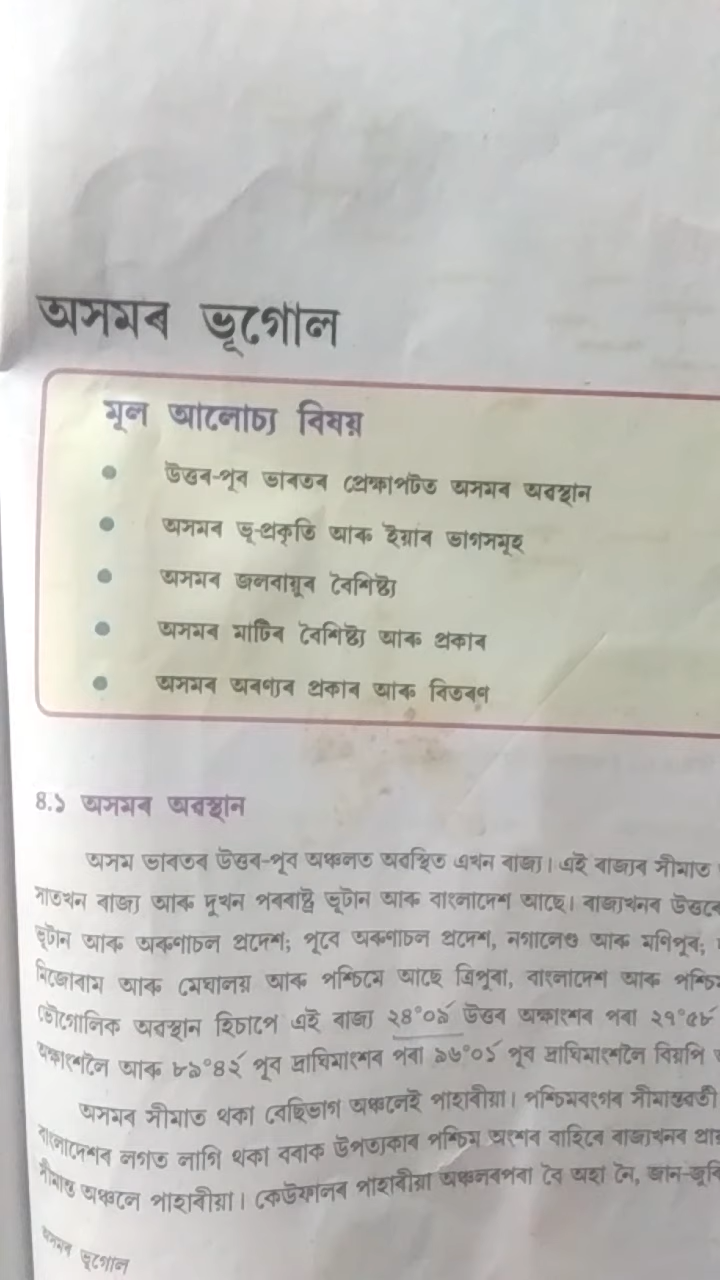 অসমৰ ভূগোল
মূল আলোচ্য বিষয়
• উত্তৰ-পূব ভাৰতৰ প্ৰেক্ষাপটত অসমৰ অৱস্থান
• অসমৰ ভূ-প্ৰকৃতি আৰু ইয়াৰ ভাগসমূহ
• অসমৰ জলবায়ুৰ বৈশিষ্ট্য
• অসমৰ মাটিৰ বৈশিষ্ট্য আৰু প্ৰকাৰ
• অসমৰ অৰণ্যৰ প্ৰকাৰ আৰু বিতৰণ
৪.১ অসমৰ অৱস্থান
অসম ভাৰতৰ উত্তৰ-পূব অঞ্চলত অৱস্থিত এখন ৰাজ্য। এই ৰাজ্যৰ সীমাত
সাতখন ৰাজ্য আৰু দুখন পৰৰাষ্ট্ৰ ভূটান আৰু বাংলাদেশ আছে। ৰাজ্যখনৰ
ভূটান আৰু অৰুণাচল প্ৰদেশ; পূবে অৰুণাচল প্ৰদেশ, নগালেণ্ড আৰু মণিপুৰ;
মিজোৰাম আৰু মেঘালয় আৰু পশ্চিমে আছে ত্ৰিপুৰা, বাংলাদেশ আৰু
ভৌগোলিক অৱস্থান হিচাপে এই ৰাজ্য ২৪°০৯´ উত্তৰ অক্ষাংশৰ পৰা ২৭°৫৮´
অক্ষাংশলৈ আৰু ৮৯°৪২´ পূব দ্ৰাঘিমাংশৰ পৰা ৯৬°০১´ পূব দ্ৰাঘিমাংশলৈ বিয়পি
অসমৰ সীমাত থকা বেছিভাগ অঞ্চলেই পাহাৰীয়া। পশ্চিমবংগৰ সীমান্তৱৰ্তী
বাংলাদেশৰ লগত লাগি থকা বৰাক উপত্যকাৰ পশ্চিম অংশৰ বাহিৰে ৰাজ্যখনৰ
সীমান্ত অঞ্চলে পাহাৰীয়া। কেউফালৰ পাহাৰীয়া অঞ্চলৰপৰা বৈ অহা নৈ,
অসমৰ ভূগোল